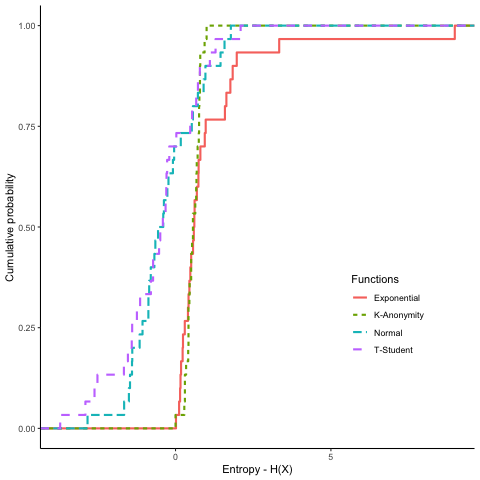 1.00
0.75
0.50
0.25
0.00
Cumulative probability
0
5
Entropy - H(X)
Functions
Exponential
K-Anonymity
Normal
T-Student